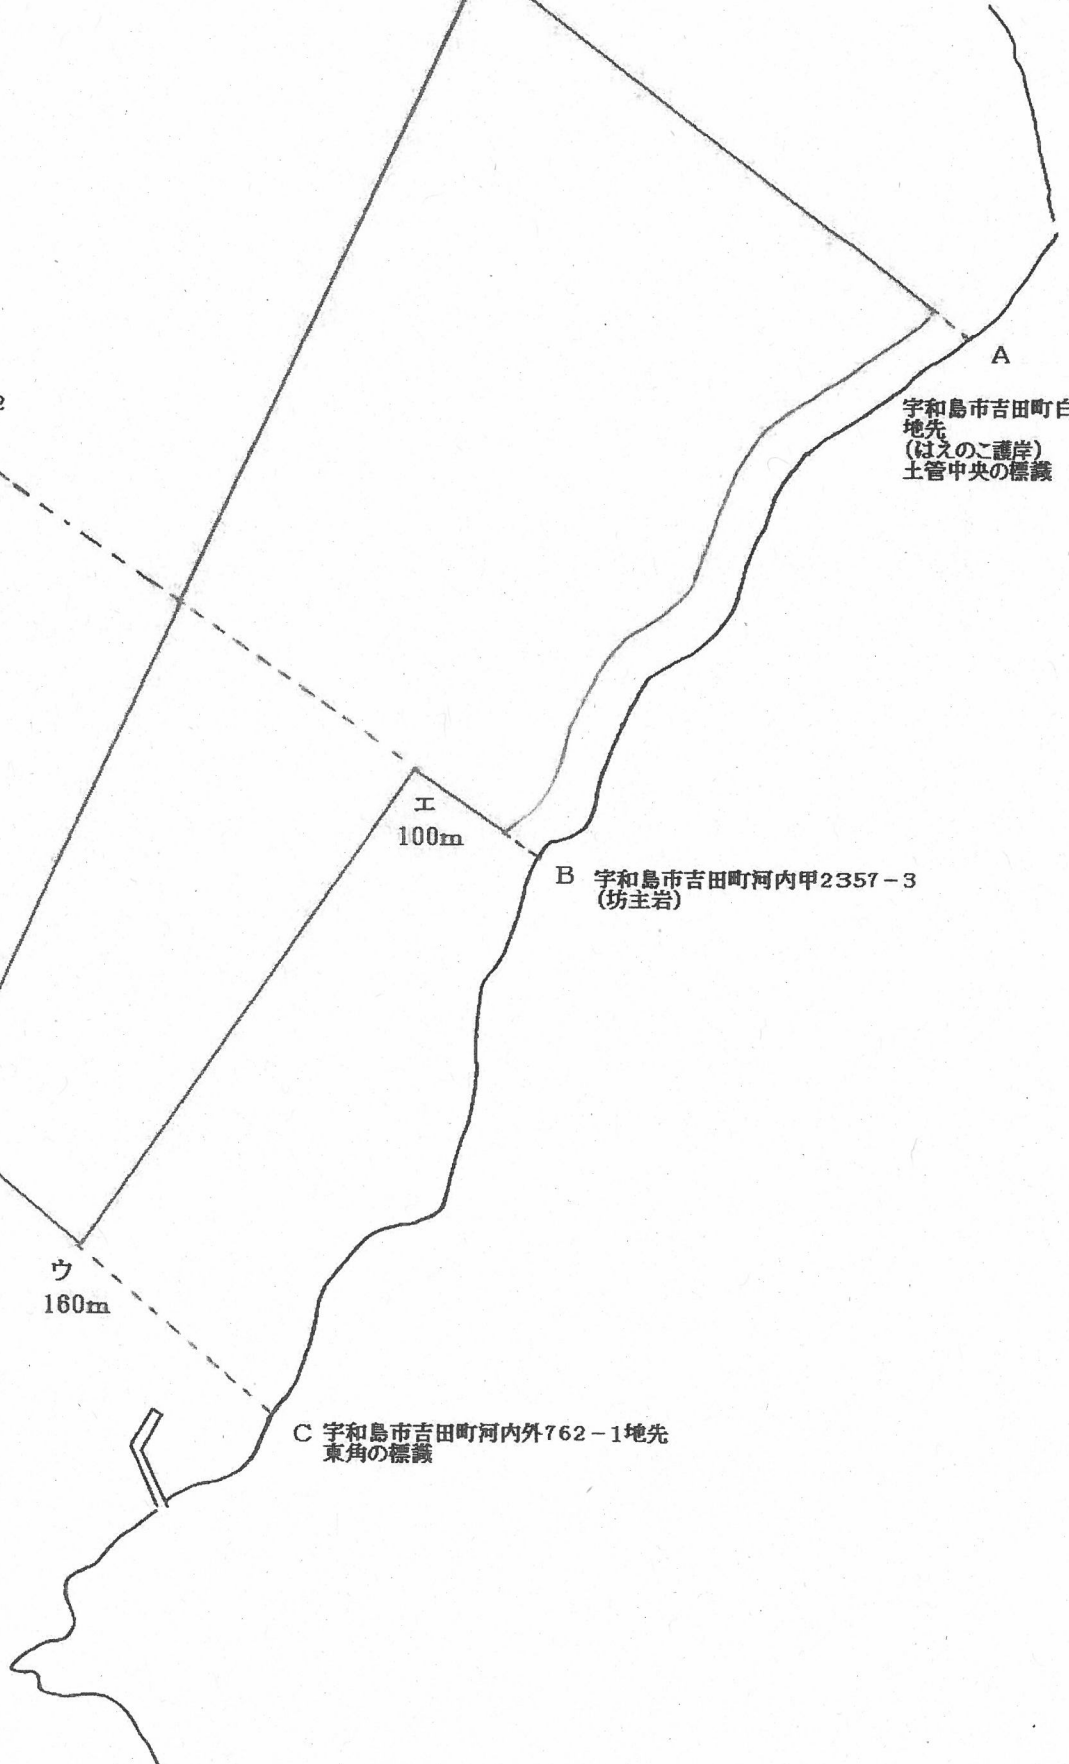 A
宇和島市吉田町白
地先
(はえのこ護岸)
土管中央の標識
2
エ
100m
B 宇和島市吉田町河内甲2357-3
(坊主岩)
ウ
160m
C 宇和島市吉田町河内外762-1地先
東角の標識